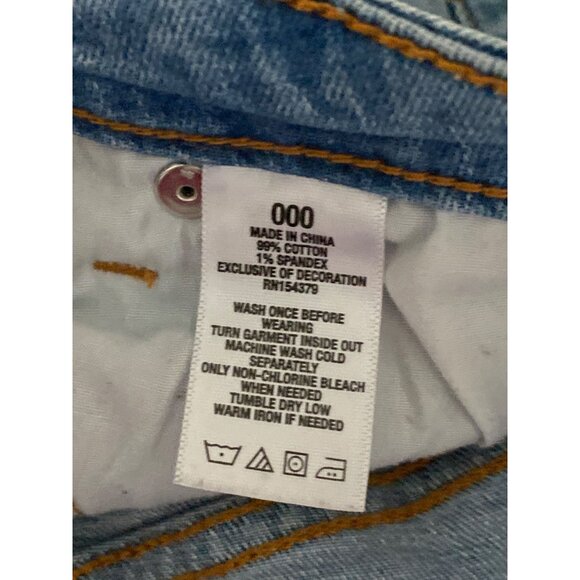 000
MADE IN CHINA
99% COTTON
1% SPANDEX
EXCLUSIVE OF DECORATION
RN154379
WASH ONCE BEFORE
WEARING
TURN GARMENT INSIDE OUT
MACHINE WASH COLD
SEPARATELY
ONLY NON-CHLORINE BLEACH
WHEN NEEDED
TUMBLE DRY LOW
WARM IRON IF NEEDED